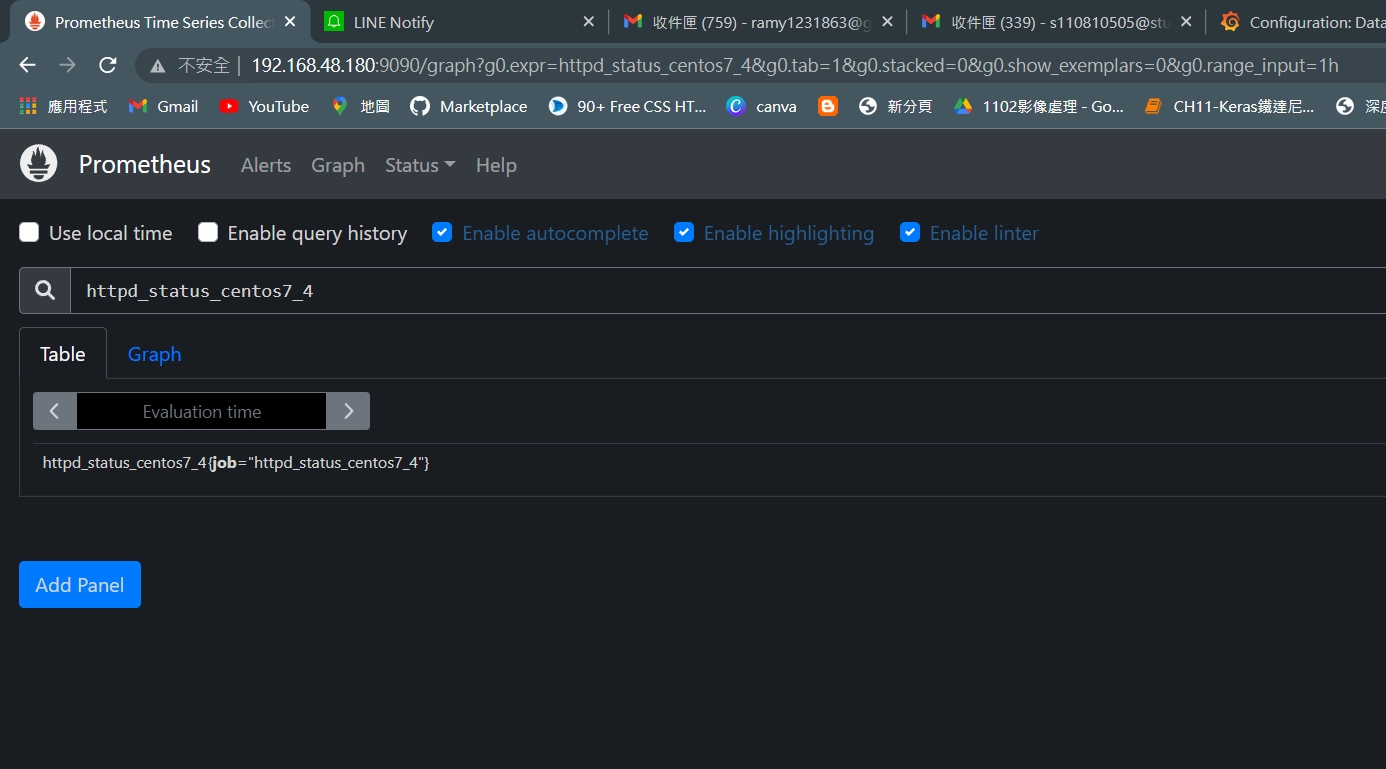 Prometheus Time Series Collec
LINE Notify
收件匣 (759) - ramy1231863@g
收件匣 (339) - s110810505@stu
Configuration: Data
不安全 192.168.48.180:9090/graph?g0.expr=httpd_status_centos7_4&g0.tab=1&g0.stacked=0&g0.show_exemplars=0&g0.range_input=1h
應用程式 Gmail YouTube 地圖 Marketplace 90+ Free CSS HT... canva 新分頁 1102影像處理 - Go... CH11-Keras鐵達尼... 深度
Prometheus Alerts Graph Status Help
Use local time Enable query history Enable autocomplete Enable highlighting Enable linter
httpd_status_centos7_4
Table Graph
Evaluation time
httpd_status_centos7_4{job="httpd_status_centos7_4"}
Add Panel